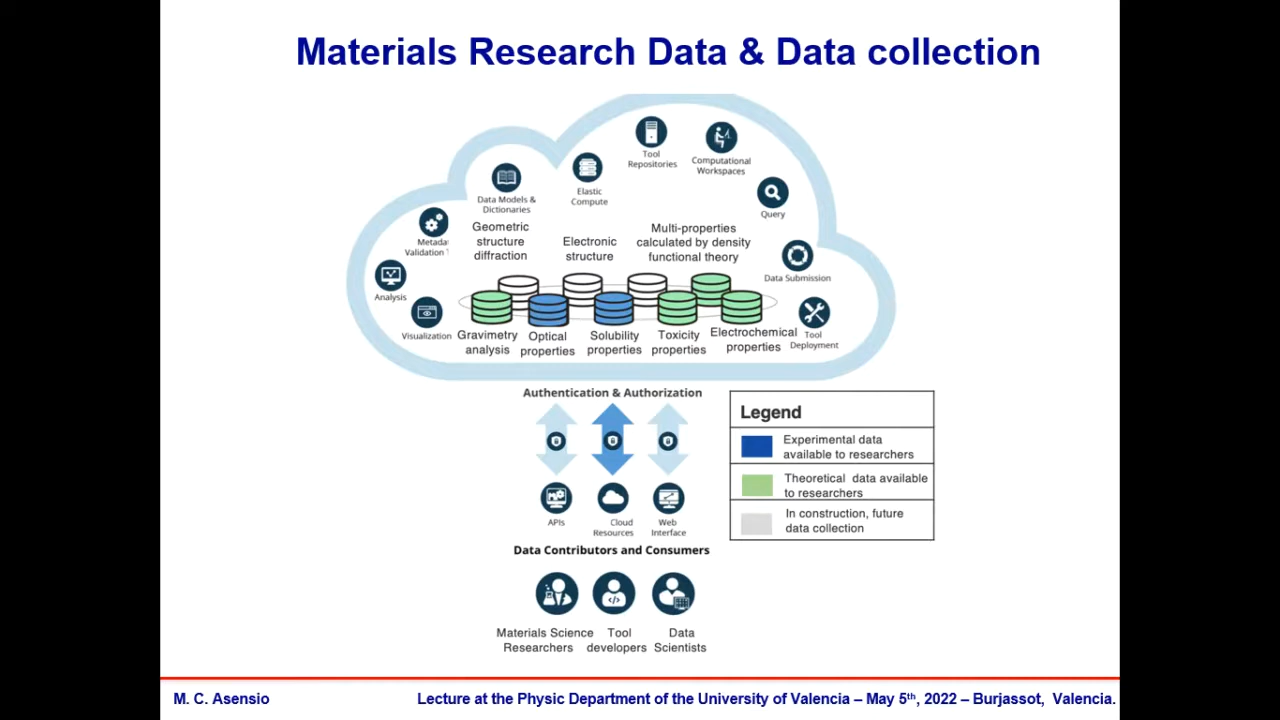 Materials Research Data & Data collection
Tool
Repositories
Computational
Workspaces
Elastic
Compute
Data Models &
Dictionaries
Query
Metada
Validation
Geometric
structure
diffraction
Electronic
structure
Multi-properties
calculated by density
functional theory
Data Submission
Analysis
Visualization
Gravimetry
analysis
Optical
properties
Solubility
properties
Toxicity
properties
Electrochemical
properties
Tool
Deployment
Authentication & Authorization
Legend
Experimental data
available to researchers
Theoretical data available
to researchers
In construction, future
data collection
APIs
Cloud
Resources
Web
Interface
Data Contributors and Consumers
Materials Science
Researchers
Tool
developers
Data
Scientists
M. C. Asensio
Lecture at the Physic Department of the University of Valencia – May 5th, 2022 – Burjassot, Valencia.